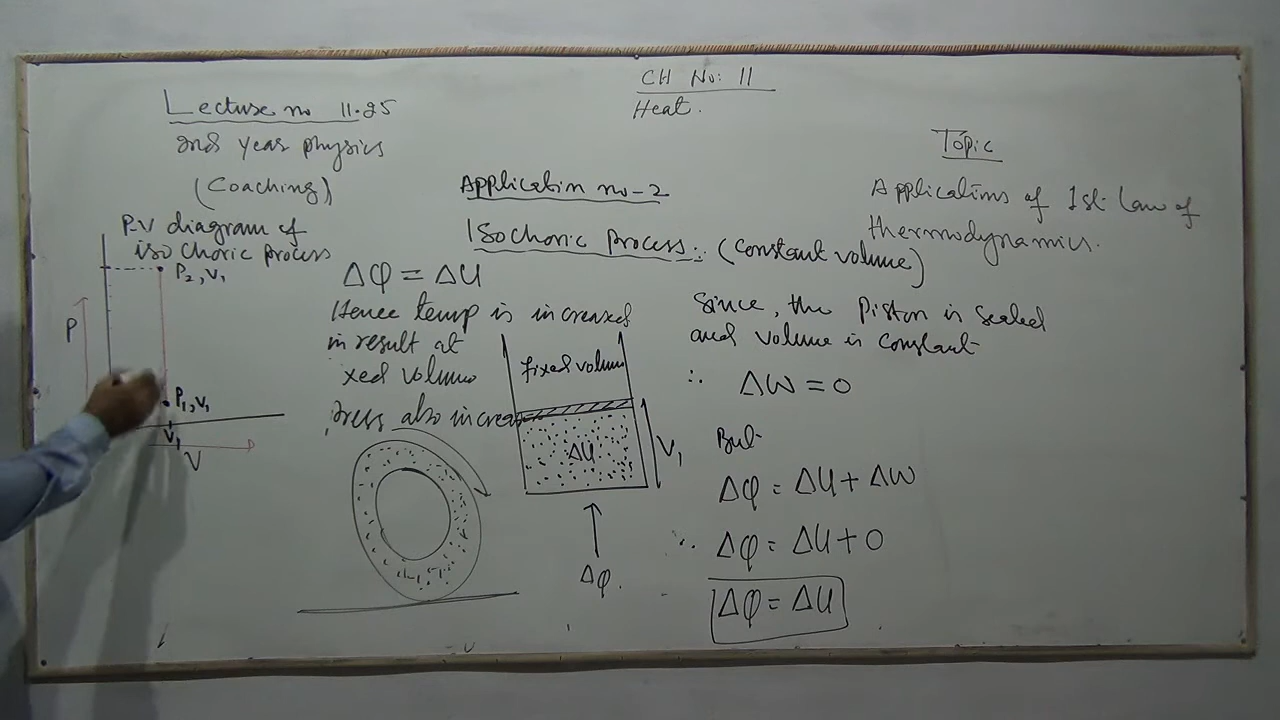 CH No: 11
Heat.
Lecture no 11.25
2nd year physics
(Coaching)
Topic
Applications of 1st Law of
thermodynamics.
Application no-2
Isochoric Process:. (constant volume)
P.V diagram of
isochoric process
P2, V1
P
P1, V1
V1
V
ΔQ = ΔU
Hence temp is increased
in result at
xed volume
press also increa
fixed volume
ΔU
V1
ΔQ.
Since, the Piston is sealed
and volume is constant
∴ ΔW = 0
But
ΔQ = ΔU + ΔW
∴ ΔQ = ΔU + 0
ΔQ = ΔU